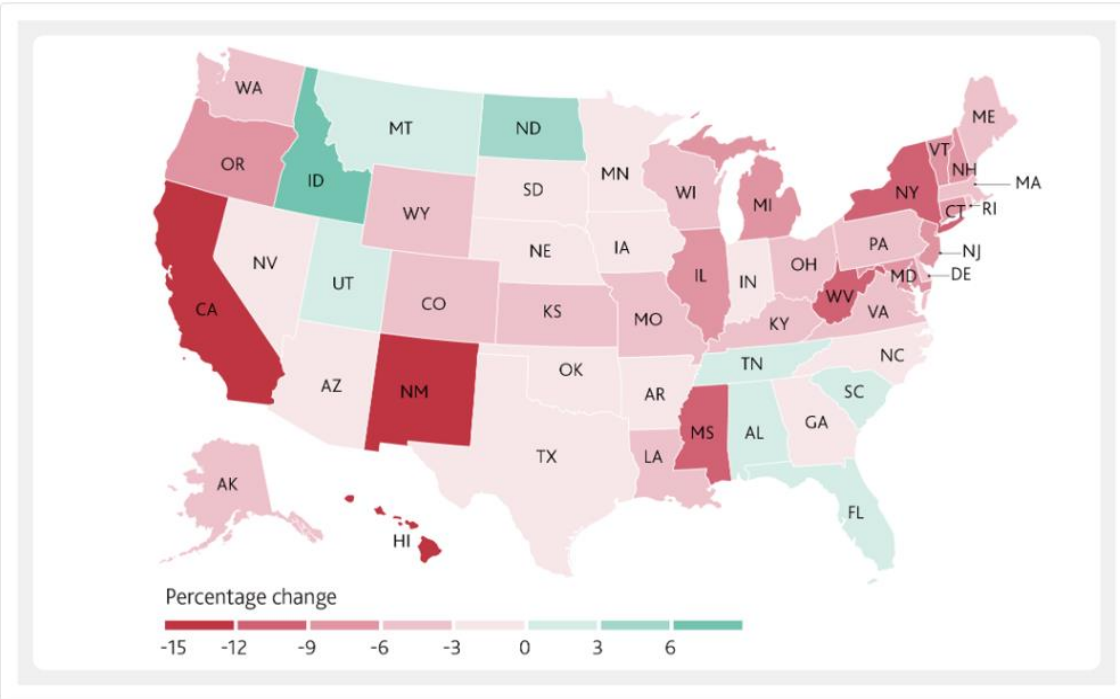 WA
ME
MT
ND
VT
OR
MN
NH
ID
SD
WI
NY
MA
MI
RI
WY
CT
IA
PA
NE
NJ
NV
OH
UT
IL
IN
MD
DE
CO
WV
CA
KS
VA
MO
KY
NC
TN
OK
AZ
NM
AR
SC
GA
MS
AL
TX
LA
AK
FL
HI
Percentage change
-15 -12 -9 -6 -3 0 3 6